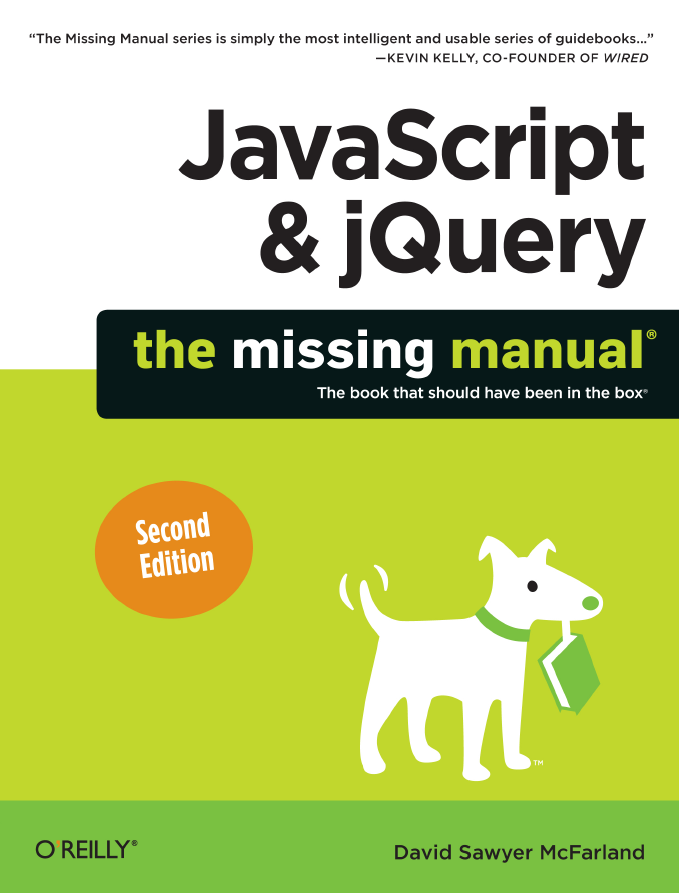 “The Missing Manual series is simply the most intelligent and usable series of guidebooks...”
—KEVIN KELLY, CO-FOUNDER OF WIRED
JavaScript
& jQuery
the missing manual®
The book that should have been in the box®
Second
Edition
TM
O'REILLY®
David Sawyer McFarland